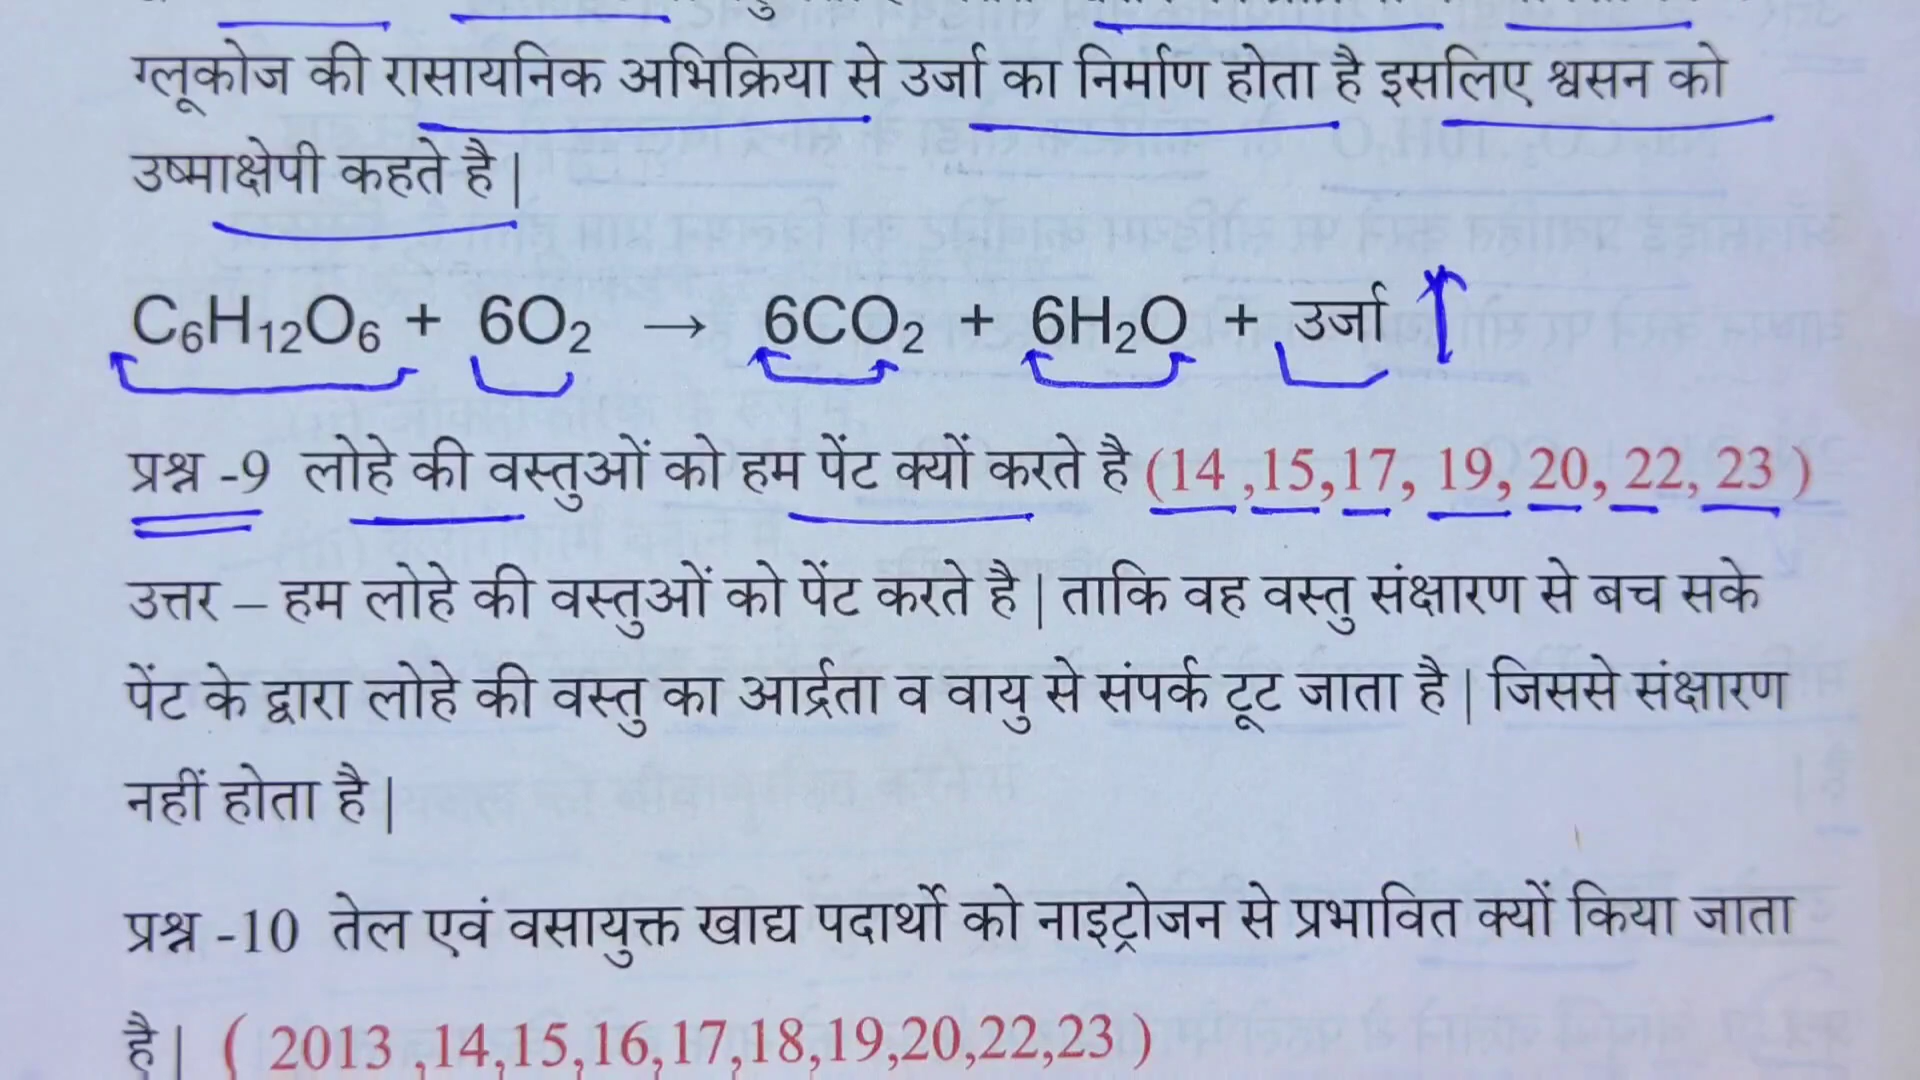 ग्लूकोज की रासायनिक अभिक्रिया से उर्जा का निर्माण होता है इसलिए श्वसन को
उष्माक्षेपी कहते है |
C₆H₁₂O₆ + 6O₂ → 6CO₂ + 6H₂O + उर्जा
प्रश्न -9 लोहे की वस्तुओं को हम पेंट क्यों करते है (14 ,15,17, 19, 20, 22, 23 )
उत्तर – हम लोहे की वस्तुओं को पेंट करते है | ताकि वह वस्तु संक्षारण से बच सके
पेंट के द्वारा लोहे की वस्तु का आर्द्रता व वायु से संपर्क टूट जाता है | जिससे संक्षारण
नहीं होता है |
प्रश्न -10 तेल एवं वसायुक्त खाद्य पदार्थो को नाइट्रोजन से प्रभावित क्यों किया जाता
है | ( 2013 ,14,15,16,17,18,19,20,22,23 )